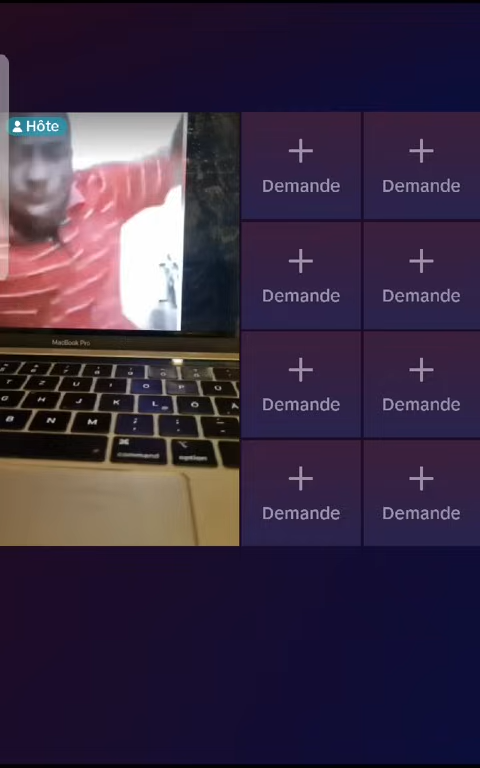 Hôte
Demande Demande
Demande Demande
MacBook Pro
T Z U I O P
G H J K L Ö Ä
B N M
⌘
command option
Demande Demande
Demande Demande